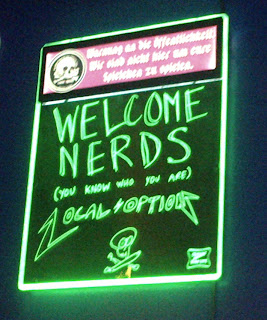 Warnung an die Öffentlichkeit!
Wir sind nicht hier um eure
Spielchen zu spielen.
WELCOME
NERDS
(YOU KNOW WHO YOU ARE)
LOCAL OPTION
Z